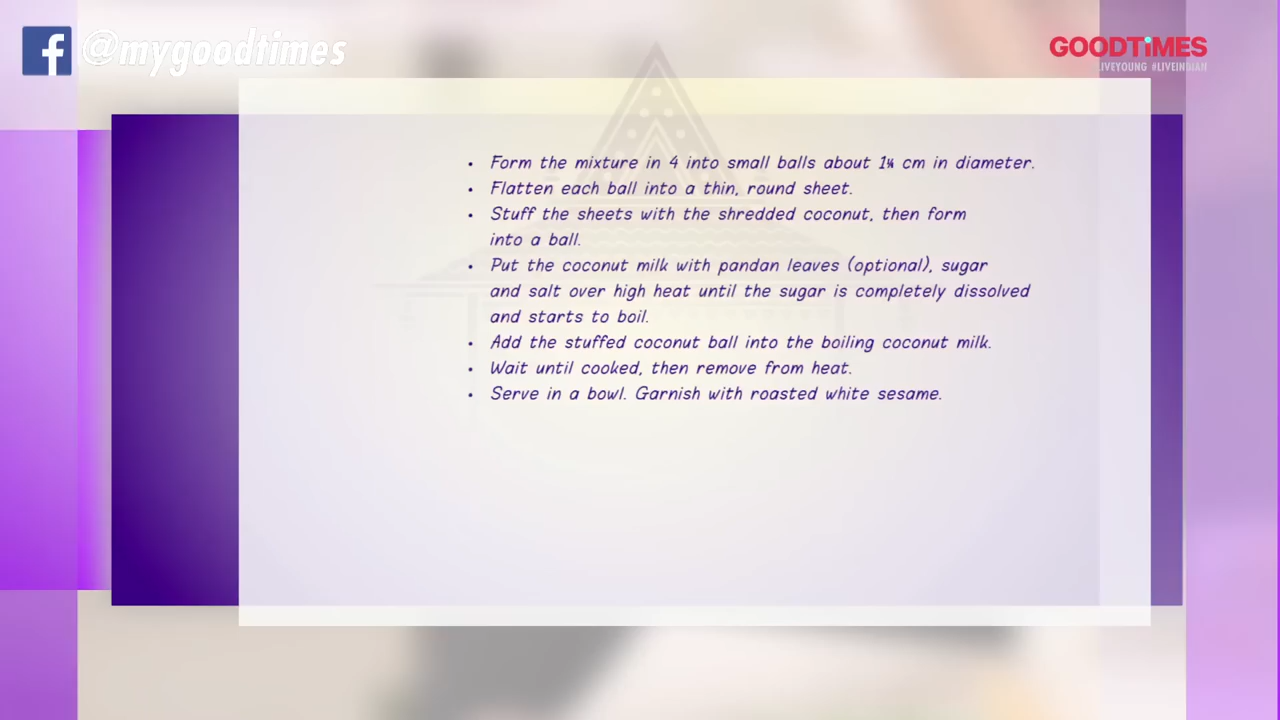 f @mygoodtimes
GOODTiMES
LIVEYOUNG #LIVEINDIAN
• Form the mixture in 4 into small balls about 1¼ cm in diameter.
• Flatten each ball into a thin, round sheet.
• Stuff the sheets with the shredded coconut, then form
into a ball.
• Put the coconut milk with pandan leaves (optional), sugar
and salt over high heat until the sugar is completely dissolved
and starts to boil.
• Add the stuffed coconut ball into the boiling coconut milk.
• Wait until cooked, then remove from heat.
• Serve in a bowl. Garnish with roasted white sesame.